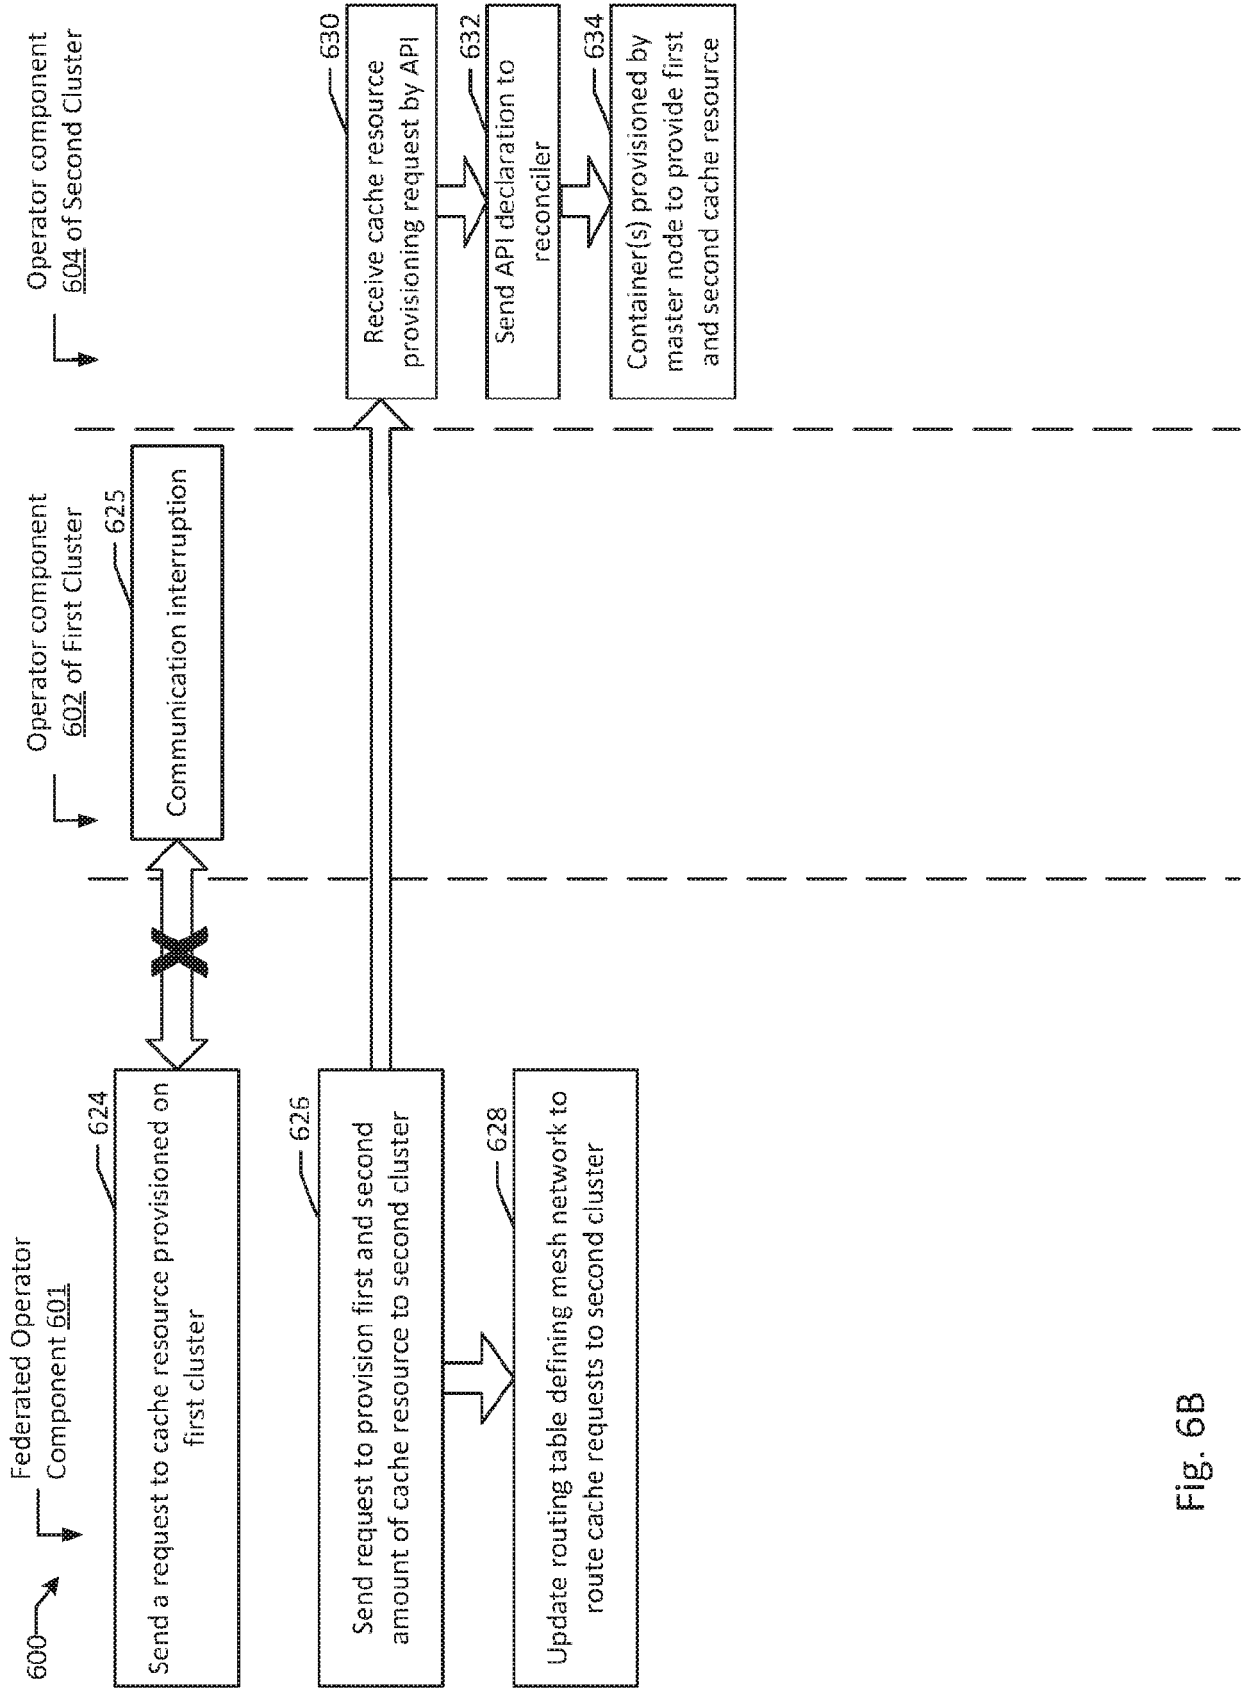 600
Federated Operator
Component 601
Operator component
602 of First Cluster
Operator component
604 of Second Cluster
624
Send a request to cache resource provisioned on
first cluster
625
Communication interruption
626
Send request to provision first and second
amount of cache resource to second cluster
628
Update routing table defining mesh network to
route cache requests to second cluster
630
Receive cache resource
provisioning request by API
632
Send API declaration to
reconciler
634
Container(s) provisioned by
master node to provide first
and second cache resource
Fig. 6B